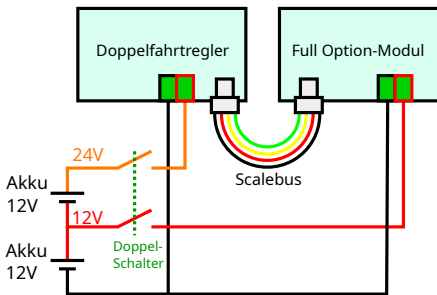 Doppelfahrtregler
Full Option-Modul
24V
Scalebus
Akku
12V
12V
Doppel-
Schalter
Akku
12V